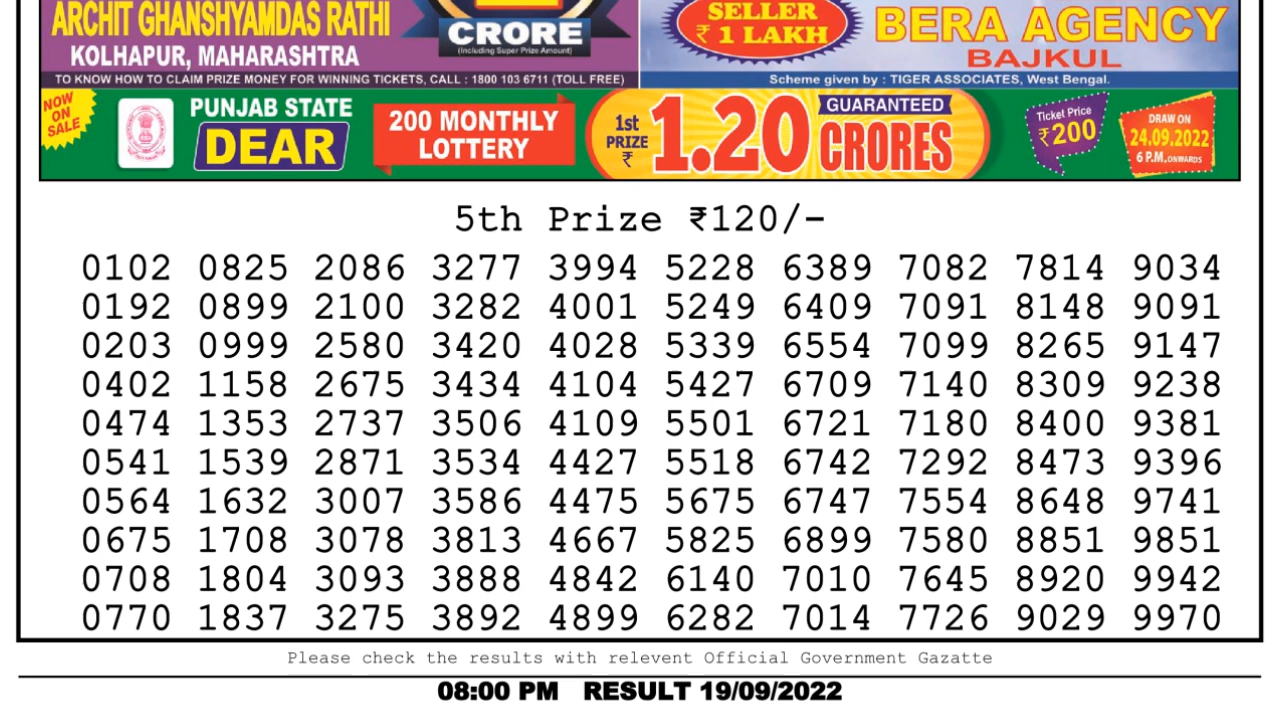 ARCHIT GHANSHYAMDAS RATHI
KOLHAPUR, MAHARASHTRA
CRORE
(Including Super Prize Amount)
SELLER
₹ 1 LAKH
BERA AGENCY
BAJKUL
TO KNOW HOW TO CLAIM PRIZE MONEY FOR WINNING TICKETS, CALL : 1800 103 6711 (TOLL FREE)
Scheme given by : TIGER ASSOCIATES, West Bengal.
NOW
ON
SALE
PUNJAB STATE
DEAR
200 MONTHLY
LOTTERY
1st
PRIZE
₹
1.20
GUARANTEED
CRORES
Ticket Price
₹200
DRAW ON
24.09.2022
6 P.M. ONWARDS
5th Prize ₹120/-
0102 0825 2086 3277 3994 5228 6389 7082 7814 9034
0192 0899 2100 3282 4001 5249 6409 7091 8148 9091
0203 0999 2580 3420 4028 5339 6554 7099 8265 9147
0402 1158 2675 3434 4104 5427 6709 7140 8309 9238
0474 1353 2737 3506 4109 5501 6721 7180 8400 9381
0541 1539 2871 3534 4427 5518 6742 7292 8473 9396
0564 1632 3007 3586 4475 5675 6747 7554 8648 9741
0675 1708 3078 3813 4667 5825 6899 7580 8851 9851
0708 1804 3093 3888 4842 6140 7010 7645 8920 9942
0770 1837 3275 3892 4899 6282 7014 7726 9029 9970
Please check the results with relevent Official Government Gazatte
08:00 PM RESULT 19/09/2022